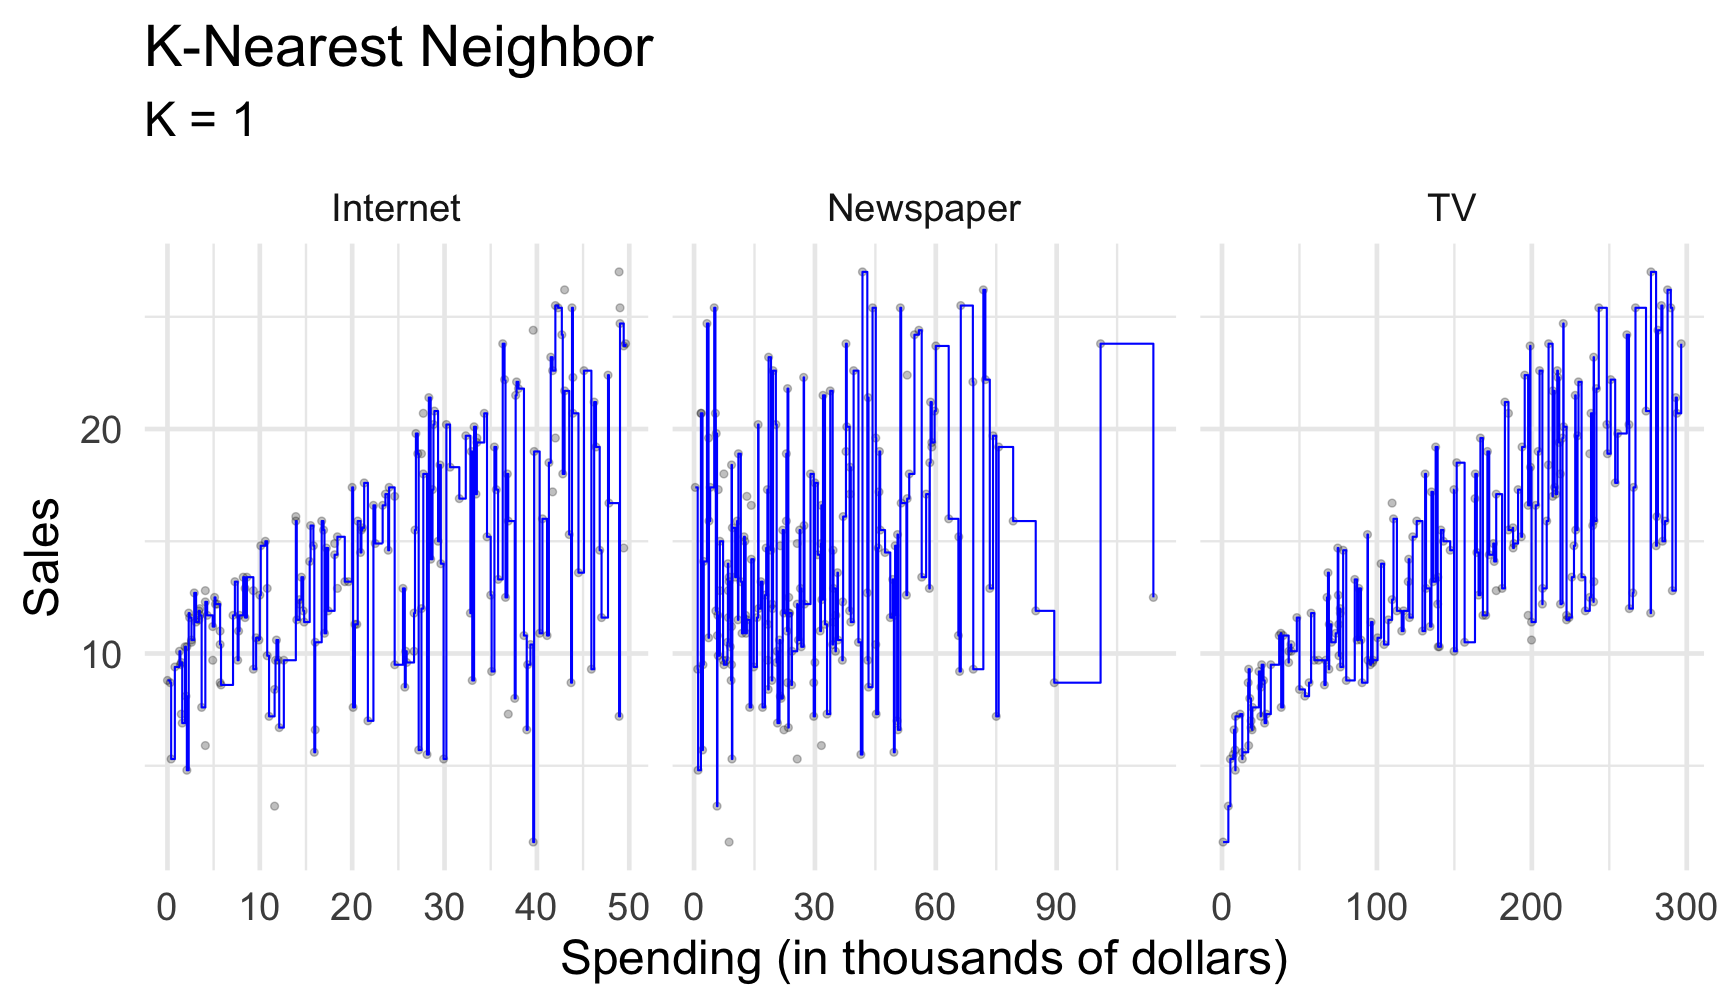 K-Nearest Neighbor
K = 1
Internet Newspaper TV
20
10
Sales
0 10 20 30 40 50 0 30 60 90 0 100 200 300
Spending (in thousands of dollars)